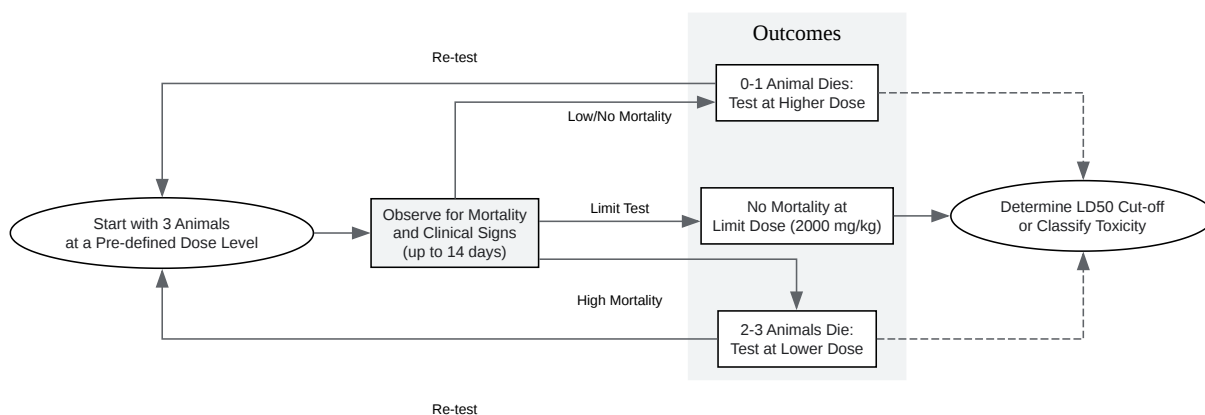 Outcomes
Re-test
0-1 Animal Dies:
Test at Higher Dose
Low/No Mortality
Start with 3 Animals
at a Pre-defined Dose Level
Observe for Mortality
and Clinical Signs
(up to 14 days)
Limit Test
No Mortality at
Limit Dose (2000 mg/kg)
Determine LD50 Cut-off
or Classify Toxicity
High Mortality
2-3 Animals Die:
Test at Lower Dose
Re-test